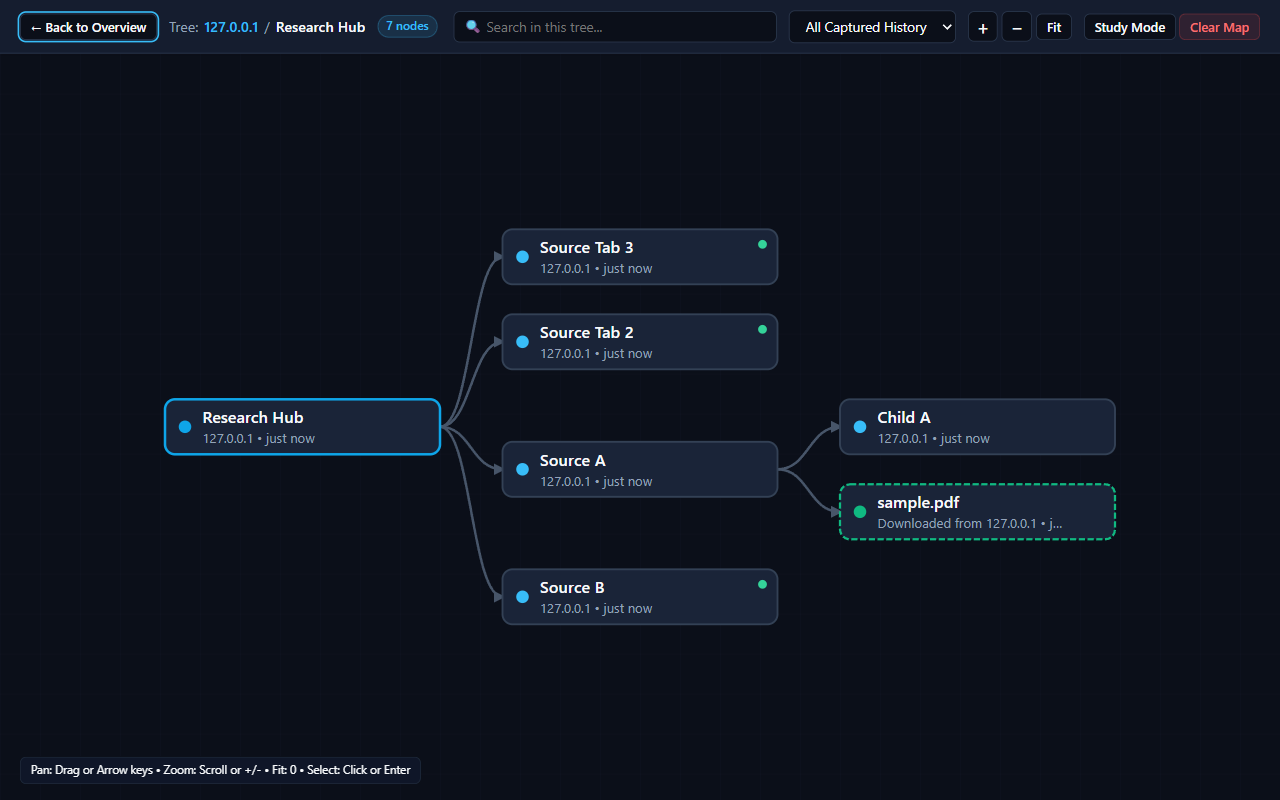 ← Back to Overview
Tree: 127.0.0.1 / Research Hub
7 nodes
Search in this tree...
All Captured History
+
−
Fit
Study Mode
Clear Map
Source Tab 3
127.0.0.1 • just now
Source Tab 2
127.0.0.1 • just now
Research Hub
127.0.0.1 • just now
Child A
127.0.0.1 • just now
Source A
127.0.0.1 • just now
sample.pdf
Downloaded from 127.0.0.1 • j...
Source B
127.0.0.1 • just now
Pan: Drag or Arrow keys • Zoom: Scroll or +/- • Fit: 0 • Select: Click or Enter